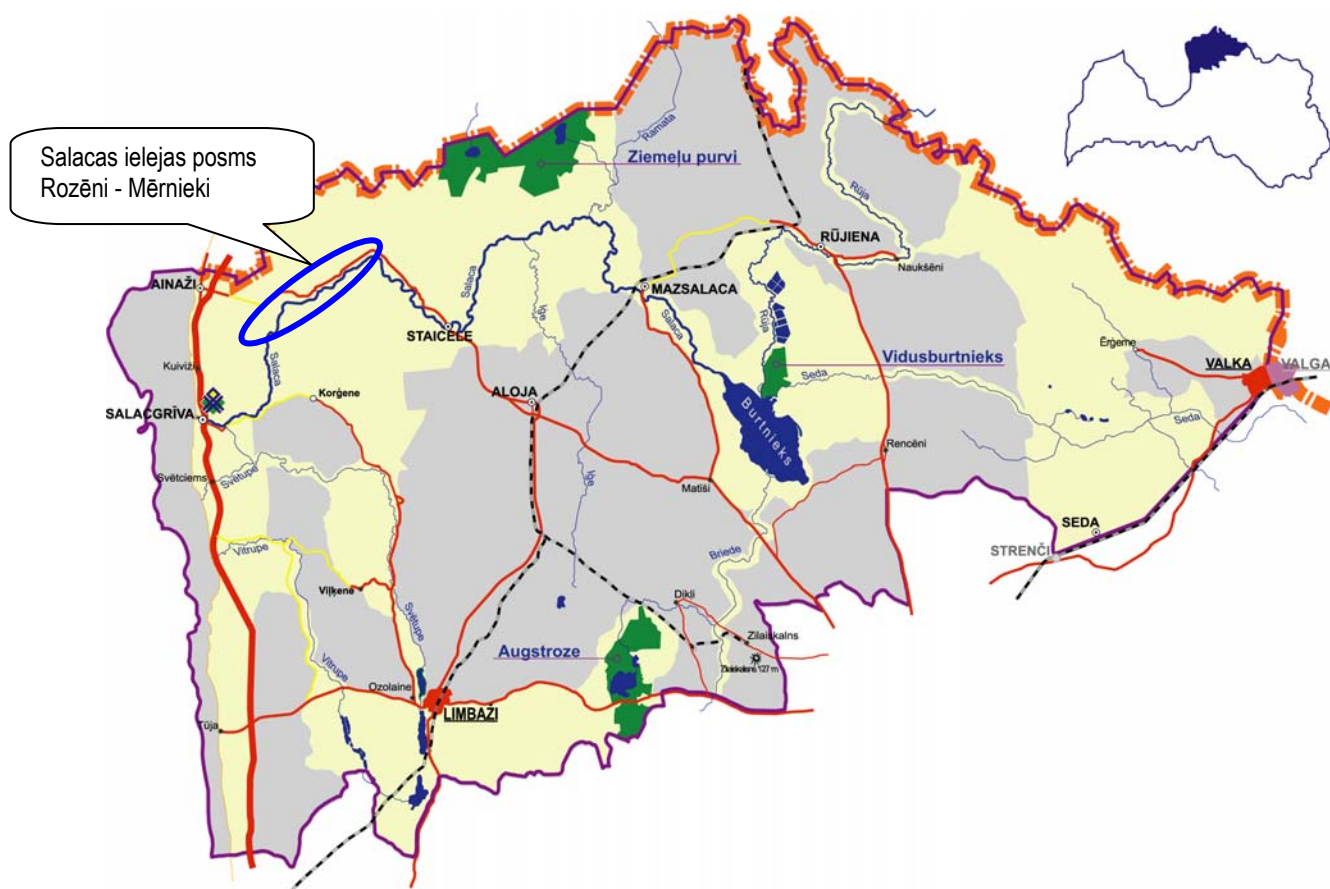 Salacas ielejas posms
Rozēni - Mērnieki
Ramata
Ziemeļu purvi
Rūja
RŪJIENA
Naukšēni
AINAŽI
Salaca
Iģe
MAZSALACA
STAICELE
Salaca
Rūja
Ērģeme
VALKA
VALGA
Kuiviži
Salaca
Vidusburtnieks
Seda
Korģene
ALOJA
SALACGRĪVA
Burtnieks
Seda
Rencēni
Svētciems
Svētupe
Iģe
Matīši
SEDA
Vitrupe
Briede
STRENČI
Viļķene
Svētupe
Dikļi
Zilaiskalns
Augstroze
Vitrupe
Ozolaine
LIMBAŽI
Tūja